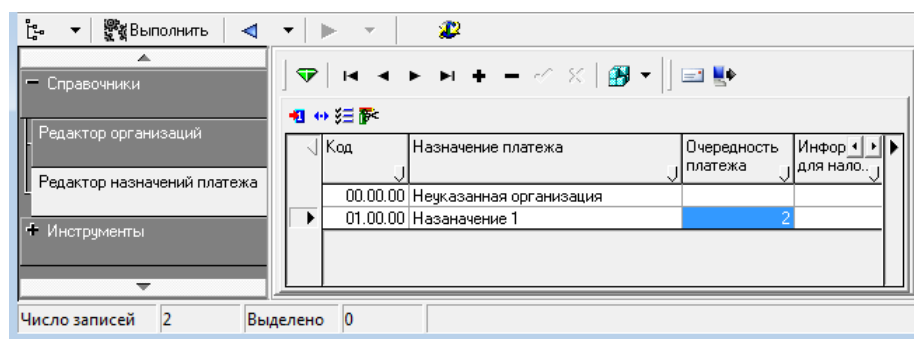 Выполнить
Справочники
Редактор организаций
Редактор назначений платежа
Инструменты
Код Назначение платежа Очередность платежа Инфор для нало..
00.00.00 Неуказанная организация
01.00.00 Назаначение 1 2
Число записей 2 Выделено 0